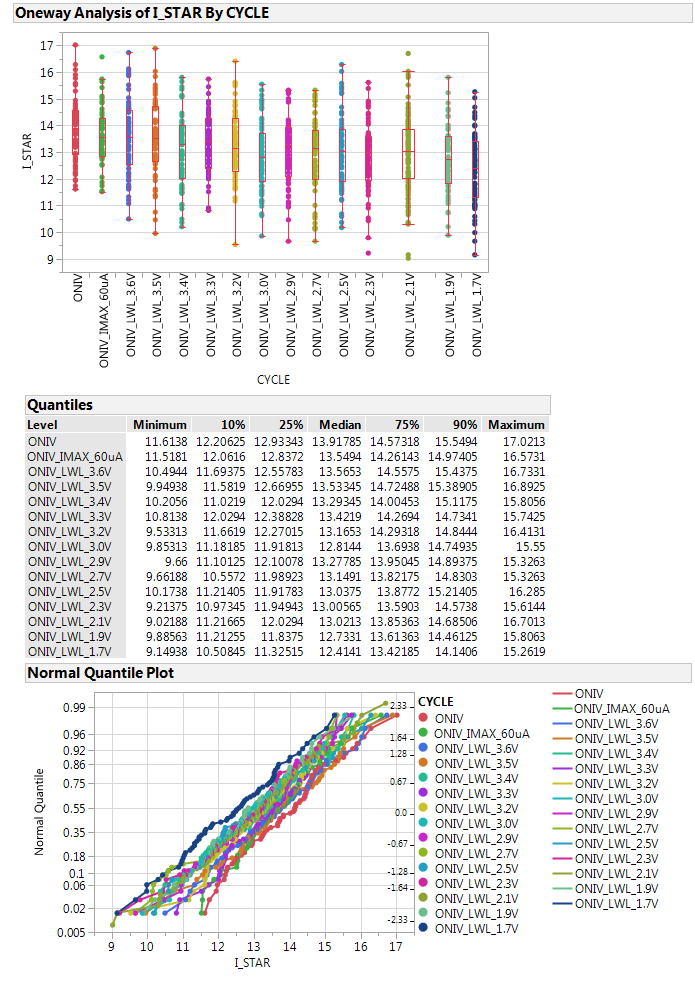 Oneway Analysis of I_STAR By CYCLE
17
16
15
14
13
12
11
10
9
I_STAR
ONIV
ONIV_IMAX_60uA
ONIV_LWL_3.6V
ONIV_LWL_3.5V
ONIV_LWL_3.4V
ONIV_LWL_3.3V
ONIV_LWL_3.2V
ONIV_LWL_3.0V
ONIV_LWL_2.9V
ONIV_LWL_2.7V
ONIV_LWL_2.5V
ONIV_LWL_2.3V
ONIV_LWL_2.1V
ONIV_LWL_1.9V
ONIV_LWL_1.7V
CYCLE
Quantiles
Level Minimum 10% 25% Median 75% 90% Maximum
ONIV 11.6138 12.20625 12.93343 13.91785 14.57318 15.5494 17.0213
ONIV_IMAX_60uA 11.5181 12.0616 12.8372 13.5494 14.26143 14.97405 16.5731
ONIV_LWL_3.6V 10.4944 11.69375 12.55783 13.5653 14.5575 15.4375 16.7331
ONIV_LWL_3.5V 9.94938 11.5819 12.66955 13.53345 14.72488 15.38905 16.8925
ONIV_LWL_3.4V 10.2056 11.0219 12.0294 13.29345 14.00453 15.1175 15.8056
ONIV_LWL_3.3V 10.8138 12.0294 12.38828 13.4219 14.2694 14.7341 15.7425
ONIV_LWL_3.2V 9.53313 11.6619 12.27015 13.1653 14.29318 14.8444 16.4131
ONIV_LWL_3.0V 9.85313 11.18185 11.91813 12.8144 13.6938 14.74935 15.55
ONIV_LWL_2.9V 9.66 11.10125 12.10078 13.27785 13.95045 14.89375 15.3263
ONIV_LWL_2.7V 9.66188 10.5572 11.98923 13.1491 13.82175 14.8303 15.3263
ONIV_LWL_2.5V 10.1738 11.21405 11.91783 13.0375 13.8772 15.21405 16.285
ONIV_LWL_2.3V 9.21375 10.97345 11.94943 13.00565 13.5903 14.5738 15.6144
ONIV_LWL_2.1V 9.02188 11.21665 12.0294 13.0213 13.85363 14.68506 16.7013
ONIV_LWL_1.9V 9.88563 11.21255 11.8375 12.7331 13.61363 14.46125 15.8063
ONIV_LWL_1.7V 9.14938 10.50845 11.32515 12.4141 13.42185 14.1406 15.2619
Normal Quantile Plot
0.99
0.96
0.92
0.86
0.75
0.55
0.35
0.18
0.1
0.06
0.02
0.005
Normal Quantile
2.33
1.64
1.28
0.67
0.0
-0.67
-1.28
-1.64
-2.33
9 10 11 12 13 14 15 16 17
I_STAR
CYCLE
ONIV
ONIV_IMAX_60uA
ONIV_LWL_3.6V
ONIV_LWL_3.5V
ONIV_LWL_3.4V
ONIV_LWL_3.3V
ONIV_LWL_3.2V
ONIV_LWL_3.0V
ONIV_LWL_2.9V
ONIV_LWL_2.7V
ONIV_LWL_2.5V
ONIV_LWL_2.3V
ONIV_LWL_2.1V
ONIV_LWL_1.9V
ONIV_LWL_1.7V
ONIV
ONIV_IMAX_60uA
ONIV_LWL_3.6V
ONIV_LWL_3.5V
ONIV_LWL_3.4V
ONIV_LWL_3.3V
ONIV_LWL_3.2V
ONIV_LWL_3.0V
ONIV_LWL_2.9V
ONIV_LWL_2.7V
ONIV_LWL_2.5V
ONIV_LWL_2.3V
ONIV_LWL_2.1V
ONIV_LWL_1.9V
ONIV_LWL_1.7V